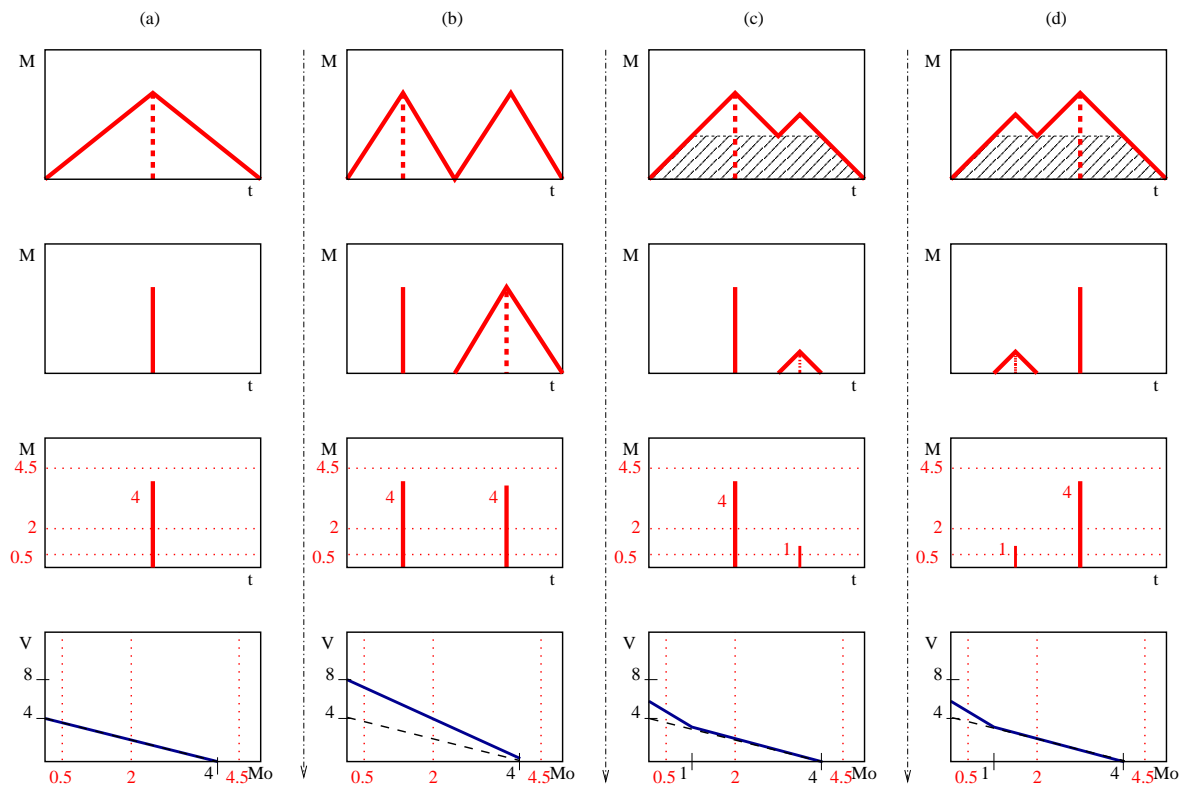 (a) (b) (c) (d)
M M M M
t t t t
M M M M
t t t t
M M M M
4.5 4.5 4.5 4.5
4 4 4 4 4
2 2 2 2
1 1
0.5 0.5 0.5 0.5
t t t t
V V V V
8 8 8 8
4 4 4 4
0.5 2 4 4.5 Mo 0.5 2 4 4.5 Mo 0.5 1 2 4 4.5 Mo 0.5 1 2 4 4.5 Mo